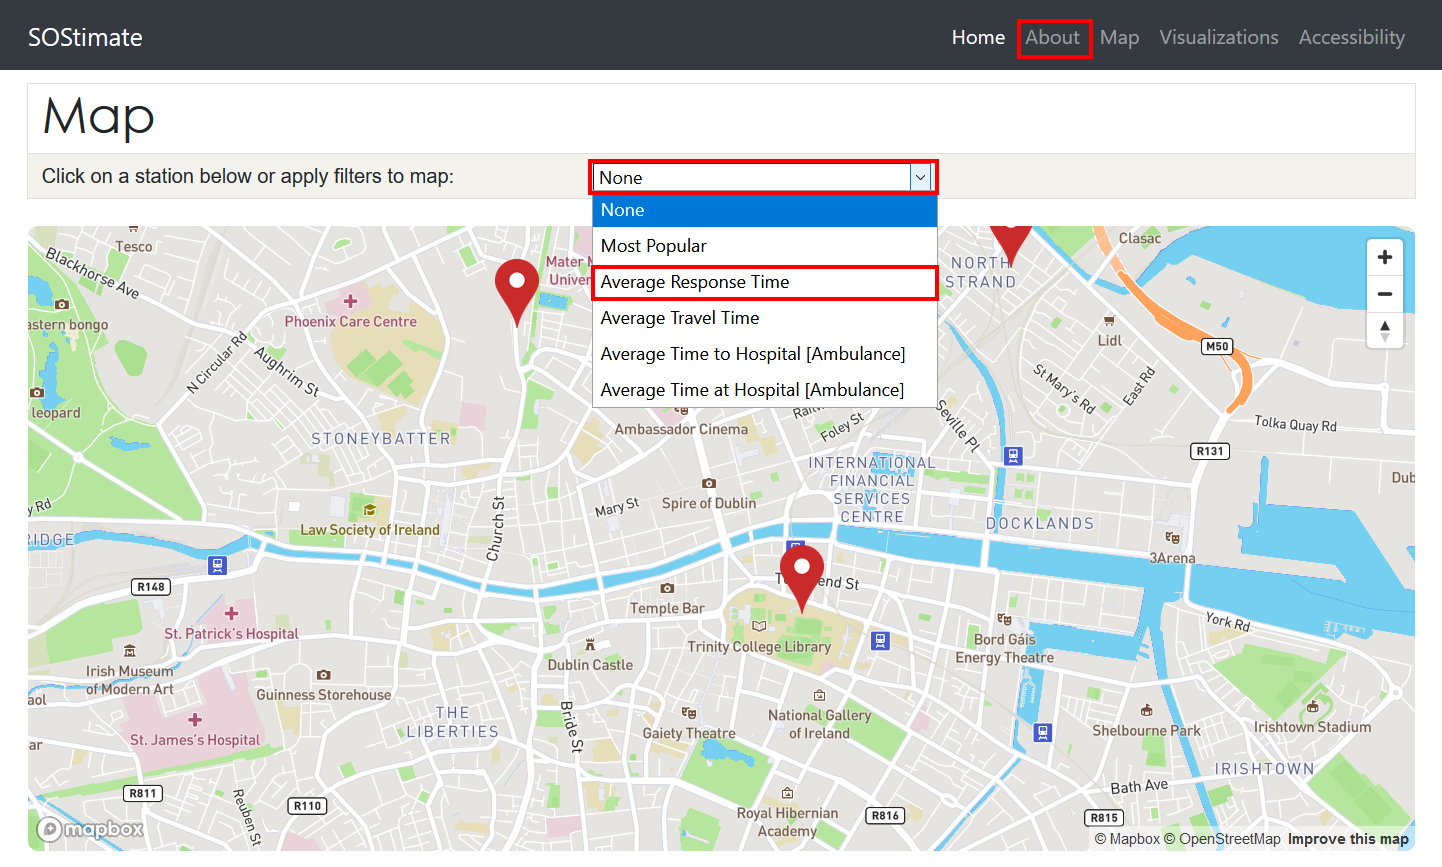 SOStimate
Home About Map Visualizations Accessibility
Map
Click on a station below or apply filters to map:
None
None
Most Popular
Average Response Time
Average Travel Time
Average Time to Hospital [Ambulance]
Average Time at Hospital [Ambulance]
Tesco
Blackhorse Ave
eastern bongo
Phoenix Care Centre
N Circular Rd
Aughrim St
leopard
STONEYBATTER
Mater
Univer
NORTH
STRAND
Clasac
Lidl
M50
St Mary's Rd
East Rd
Tolka Quay Rd
R131
Seville Pl
Foley St
Ambassador Cinema
INTERNATIONAL
FINANCIAL
SERVICES
CENTRE
Dub
Spire of Dublin
Mary St
Church St
Law Society of Ireland
DOCKLANDS
3Arena
R148
Temple Bar
St. Patrick's Hospital
York Rd
Trinity College Library
Bord Gáis
Energy Theatre
Dublin Castle
Irish Museum
of Modern Art
Guinness Storehouse
THE
LIBERTIES
Bride St
National Gallery
of Ireland
Gaiety Theatre
Shelbourne Park
Irishtown Stadium
St. James's Hospital
IRISHTOWN
Bath Ave
R811
R110
Reuben St
Royal Hibernian
Academy
R816
R815
mapbox
© Mapbox © OpenStreetMap Improve this map